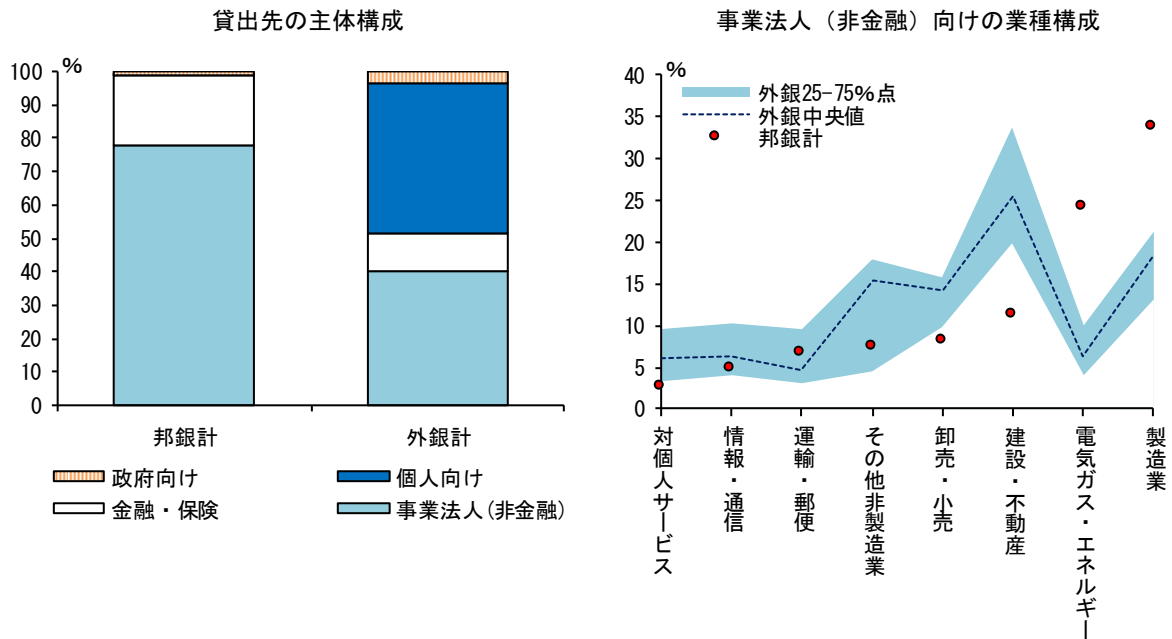 貸出先の主体構成
%
100
90
80
70
60
50
40
30
20
10
0
邦銀計
外銀計
政府向け
個人向け
金融・保険
事業法人(非金融)
事業法人（非金融）向けの業種構成
%
40
35
30
25
20
15
10
5
0
外銀25-75%点
外銀中央値
邦銀計
対個人サービス
情報・通信
運輸・郵便
その他非製造業
卸売・小売
建設・不動産
電気ガス・エネルギー
製造業